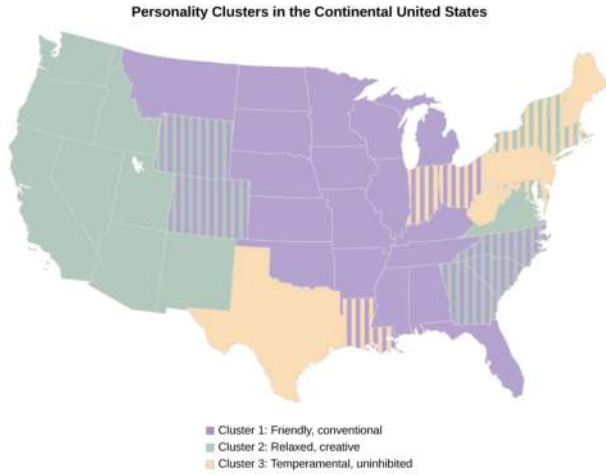 Personality Clusters in the Continental United States
Cluster 1: Friendly, conventional
Cluster 2: Relaxed, creative
Cluster 3: Temperamental, uninhibited